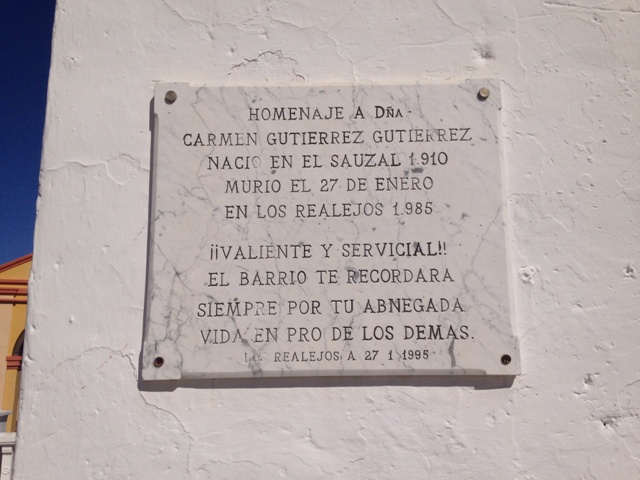 HOMENAJE A Dña.
CARMEN GUTIERREZ GUTIERREZ
NACIO EN EL SAUZAL 1.910
MURIO EL 27 DE ENERO
EN LOS REALEJOS 1.985
¡¡VALIENTE Y SERVICIAL!!
EL BARRIO TE RECORDARA
SIEMPRE POR TU ABNEGADA
VIDA EN PRO DE LOS DEMAS.
LOS REALEJOS A 27 1 1995